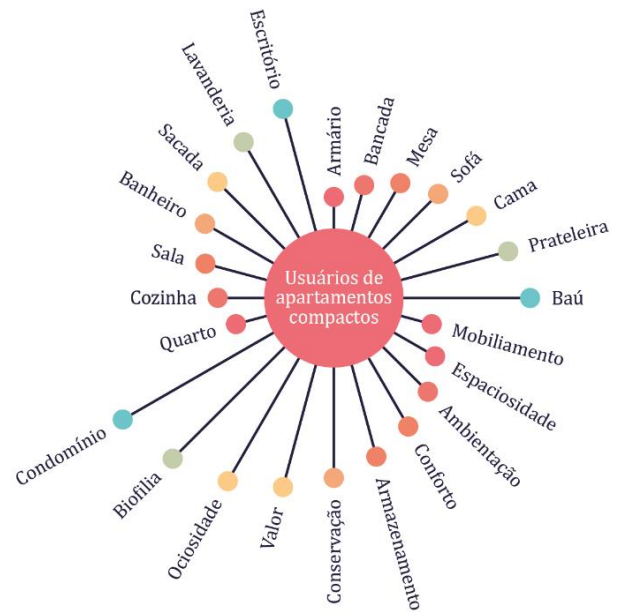 Usuários de
apartamentos
compactos
Armário
Bancada
Mesa
Sofá
Cama
Prateleira
Baú
Mobiliamento
Espaciosidade
Ambientação
Conforto
Armazenamento
Conservação
Valor
Ociosidade
Biofilia
Condomínio
Quarto
Cozinha
Sala
Banheiro
Sacada
Lavanderia
Escritório